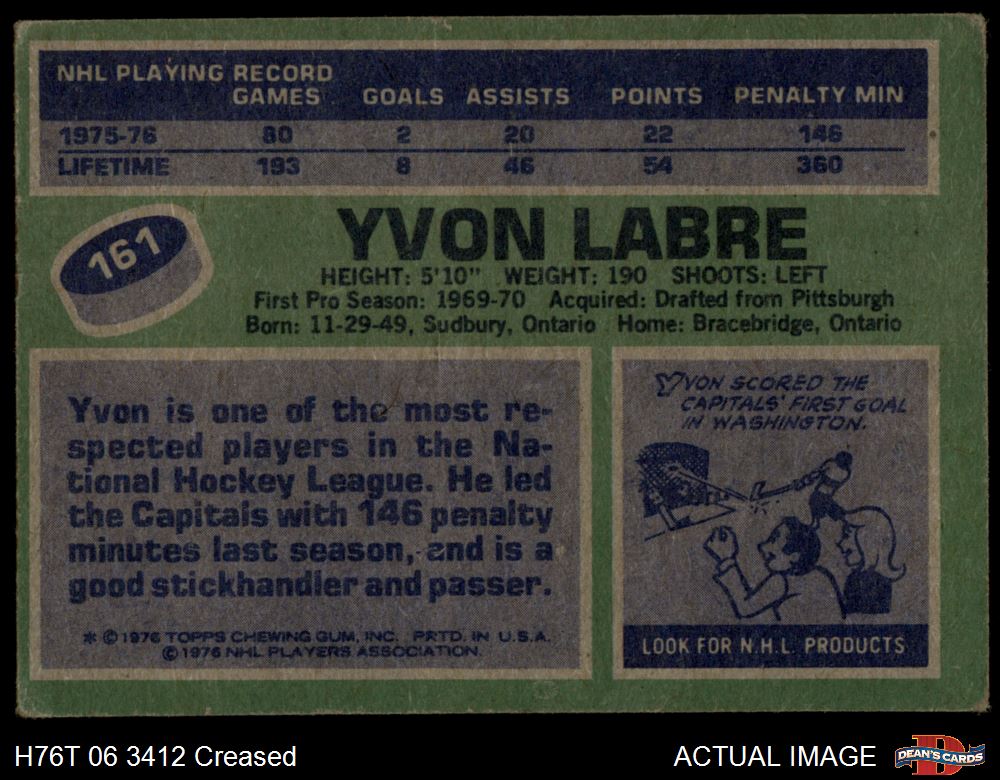 NHL PLAYING RECORD
GAMES GOALS ASSISTS POINTS PENALTY MIN
1975-76 80 2 20 22 146
LIFETIME 193 8 46 54 360
161
YVON LABRE
HEIGHT: 5'10" WEIGHT: 190 SHOOTS: LEFT
First Pro Season: 1969-70 Acquired: Drafted from Pittsburgh
Born: 11-29-49, Sudbury, Ontario Home: Bracebridge, Ontario
Yvon is one of the most re-
spected players in the Na-
tional Hockey League. He led
the Capitals with 146 penalty
minutes last season, and is a
good stickhandler and passer.
* © 1976 TOPPS CHEWING GUM, INC. PRTD. IN U.S.A.
© 1976 NHL PLAYERS ASSOCIATION.
YVON SCORED THE
CAPITALS' FIRST GOAL
IN WASHINGTON.
LOOK FOR N.H.L. PRODUCTS
H76T 06 3412 Creased
ACTUAL IMAGE
D
DEAN'S CARDS